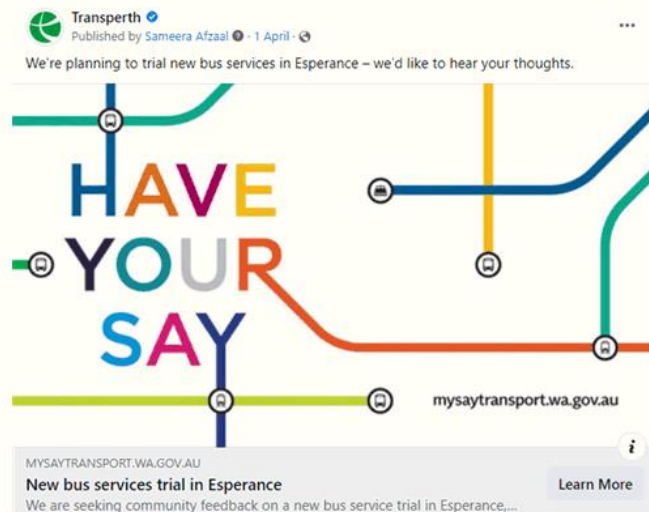 Transperth
Published by Sameera Afzaal · 1 April ·
We're planning to trial new bus services in Esperance – we'd like to hear your thoughts.
HAVE
YOUR
SAY
mysaytransport.wa.gov.au
i
MYSAYTRANSPORT.WA.GOV.AU
New bus services trial in Esperance
Learn More
We are seeking community feedback on a new bus service trial in Esperance,...